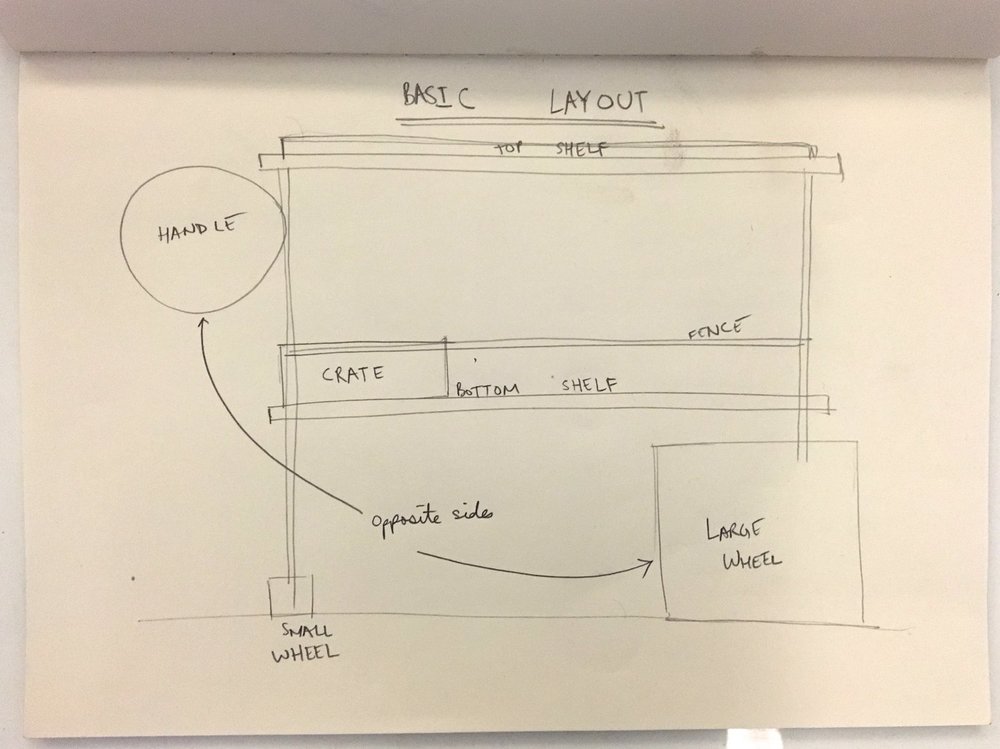 BASIC LAYOUT
TOP SHELF
HANDLE
FENCE
CRATE
BOTTOM SHELF
Opposite sides
LARGE
WHEEL
SMALL
WHEEL